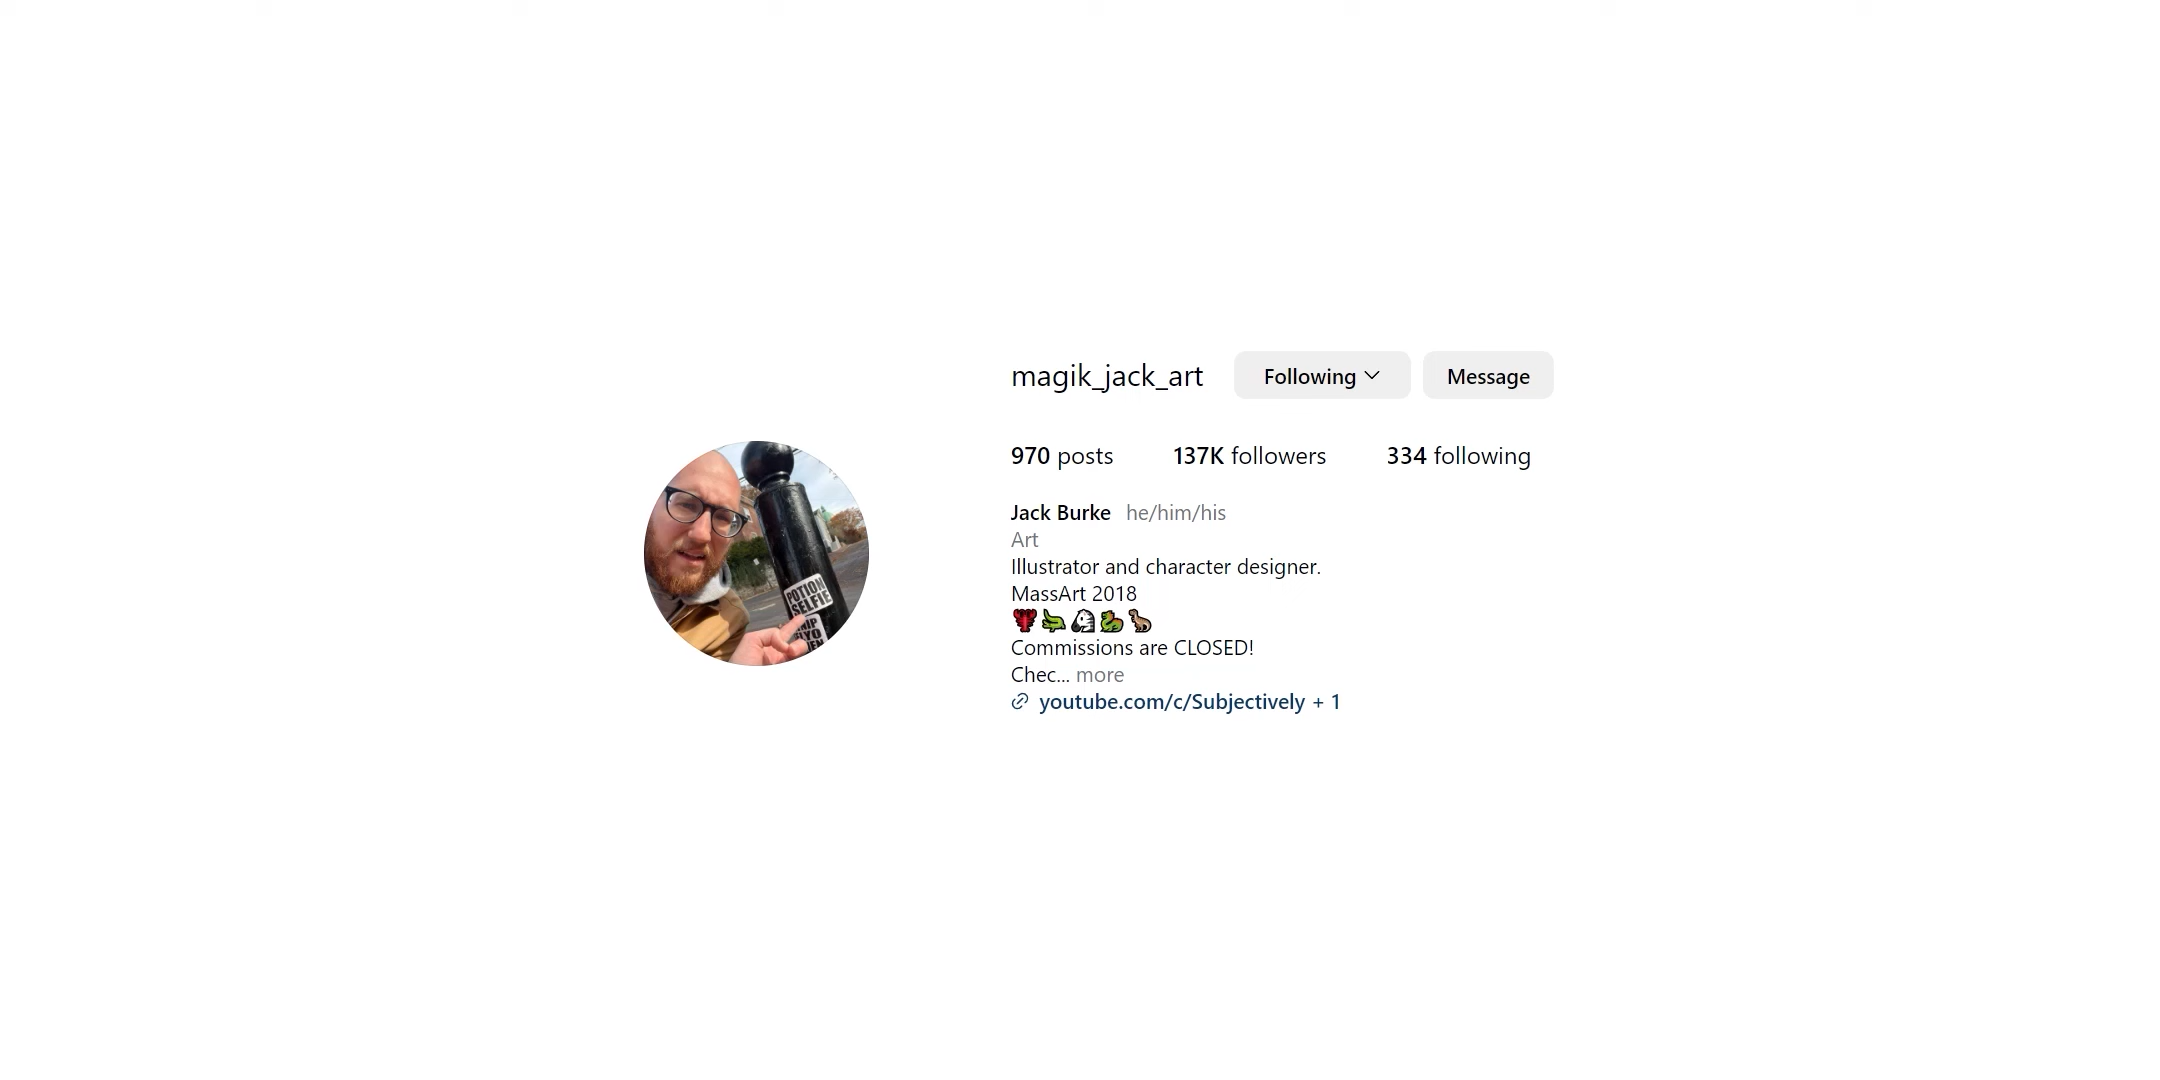 magik_jack_art Following Message
970 posts 137K followers 334 following
Jack Burke he/him/his
Art
Illustrator and character designer.
MassArt 2018
🦞🐊🦓🐉🦖
Commissions are CLOSED!
Chec... more
youtube.com/c/Subjectively + 1
POTION
SELFIE